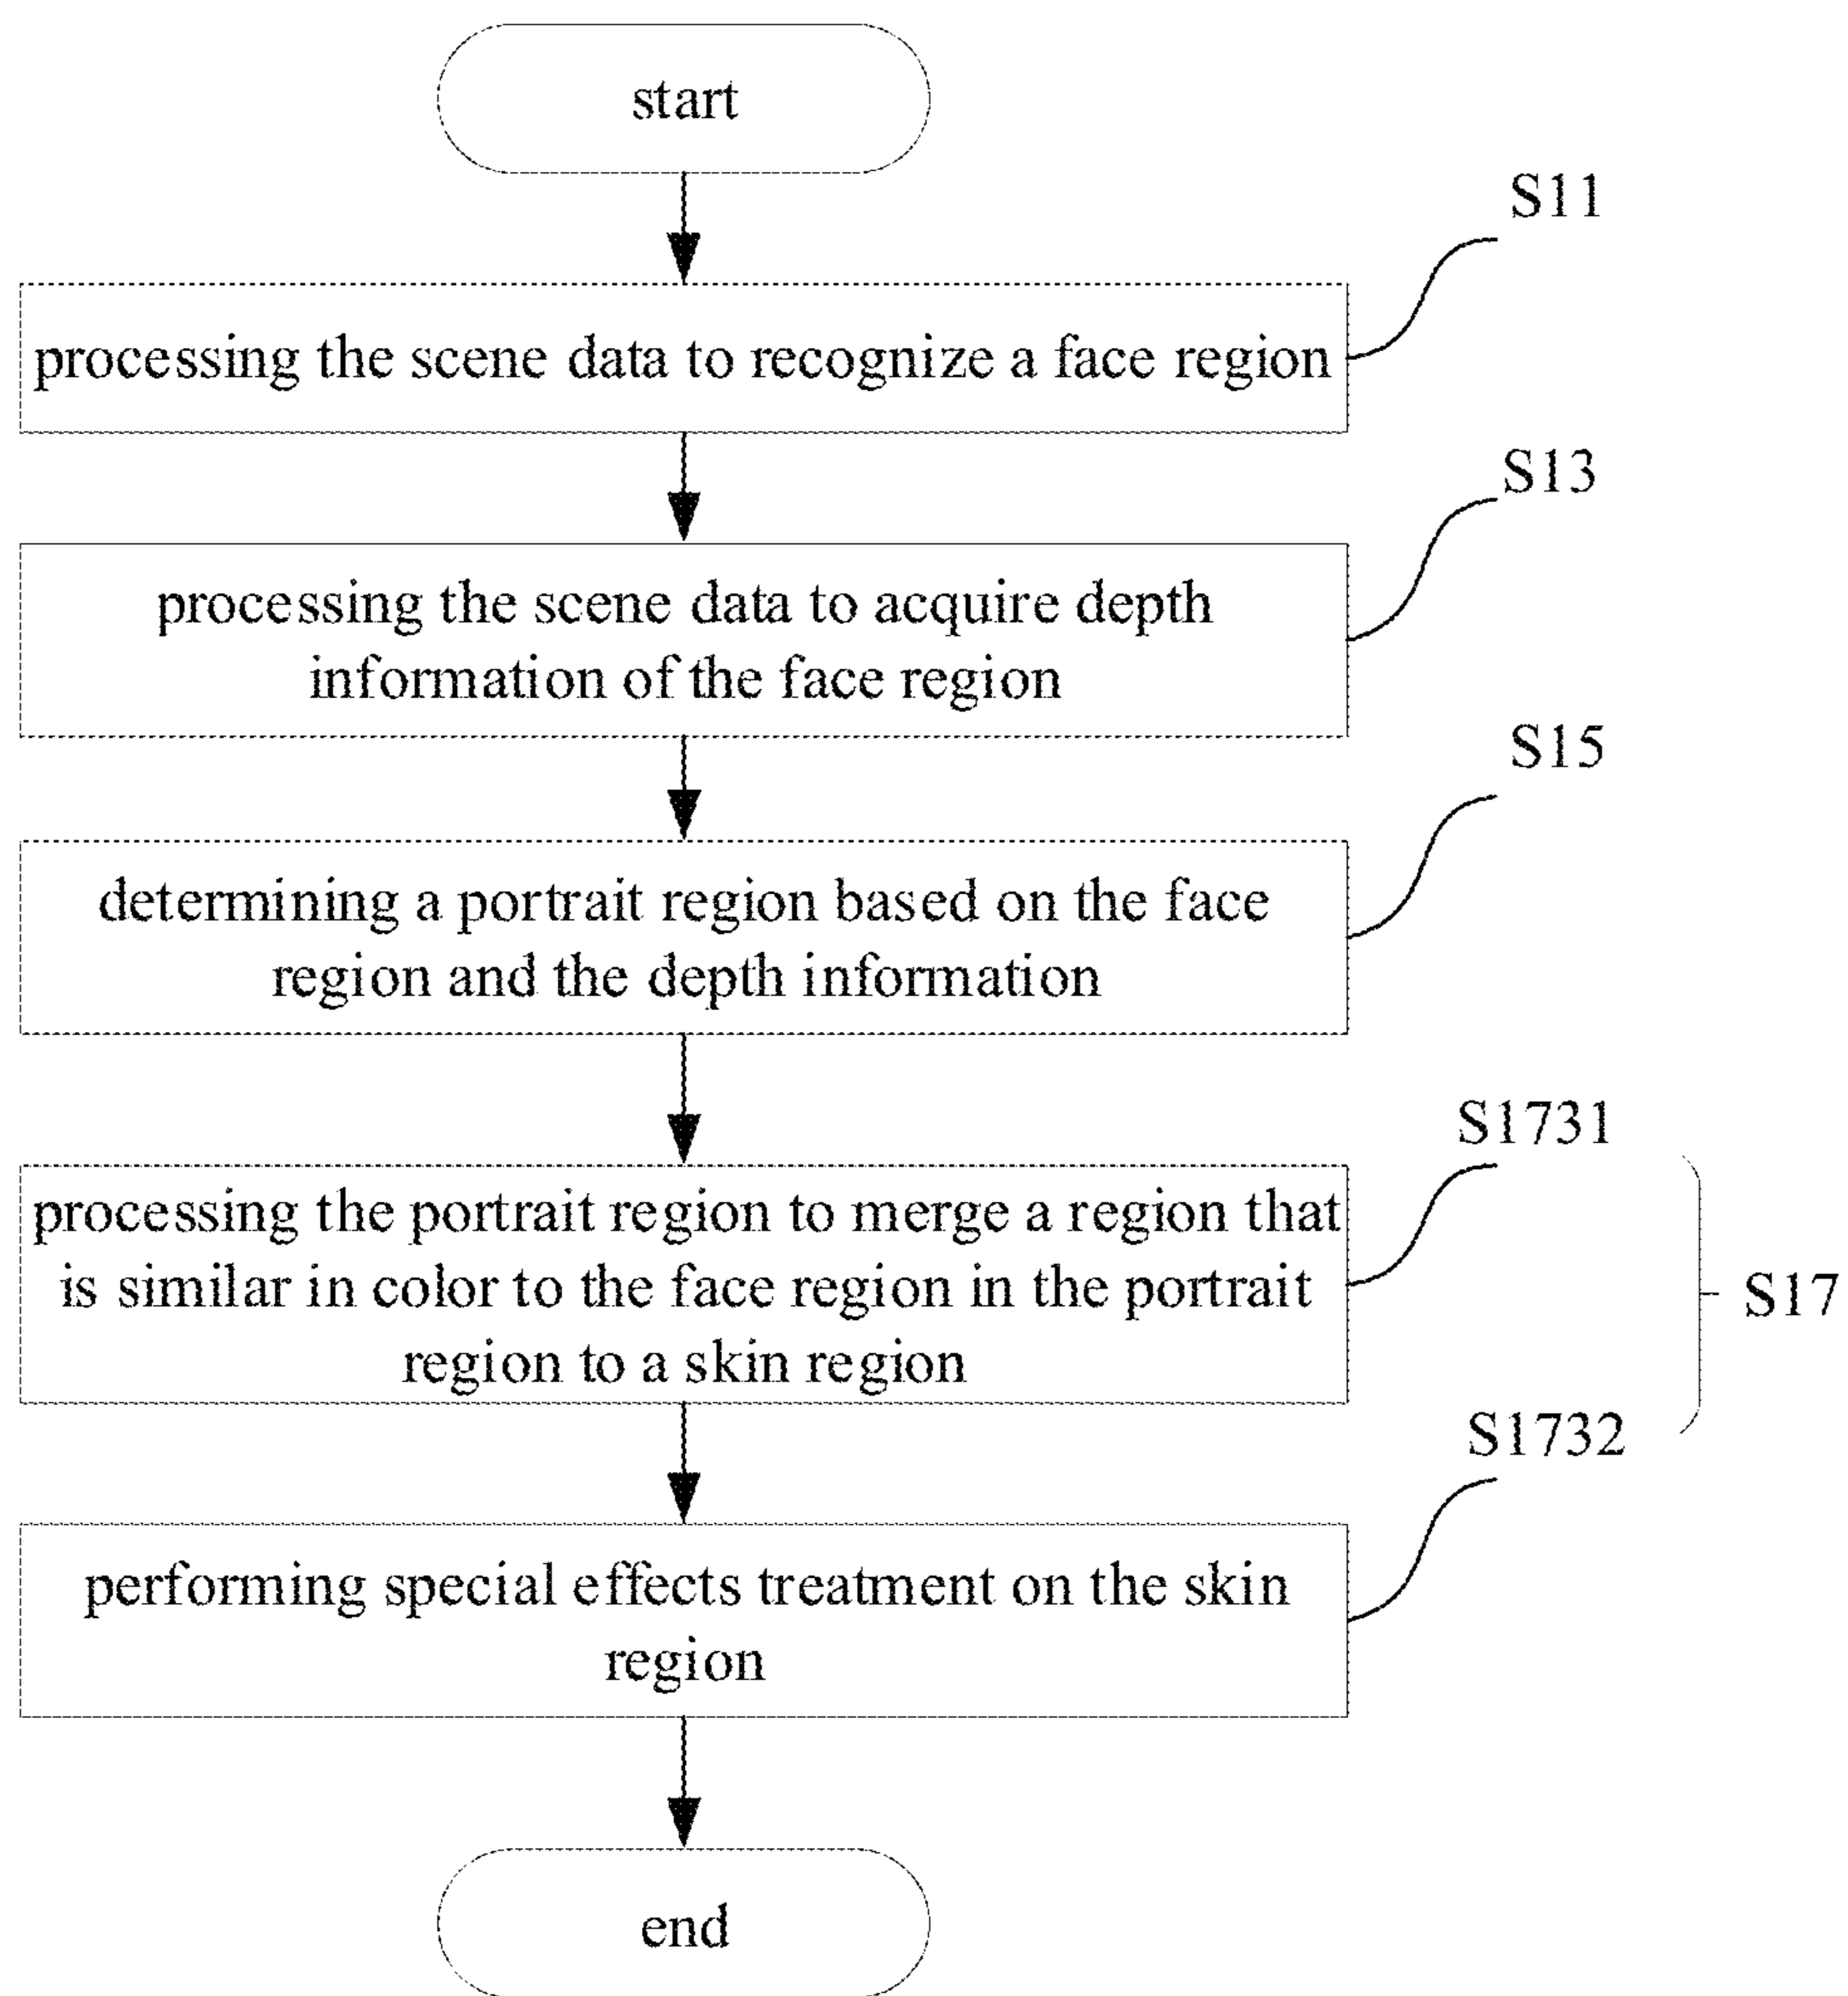 start
S11
processing the scene data to recognize a face region
S13
processing the scene data to acquire depth
information of the face region
S15
determining a portrait region based on the face
region and the depth information
S1731
processing the portrait region to merge a region that
is similar in color to the face region in the portrait
region to a skin region
S17
S1732
performing special effects treatment on the skin
region
end